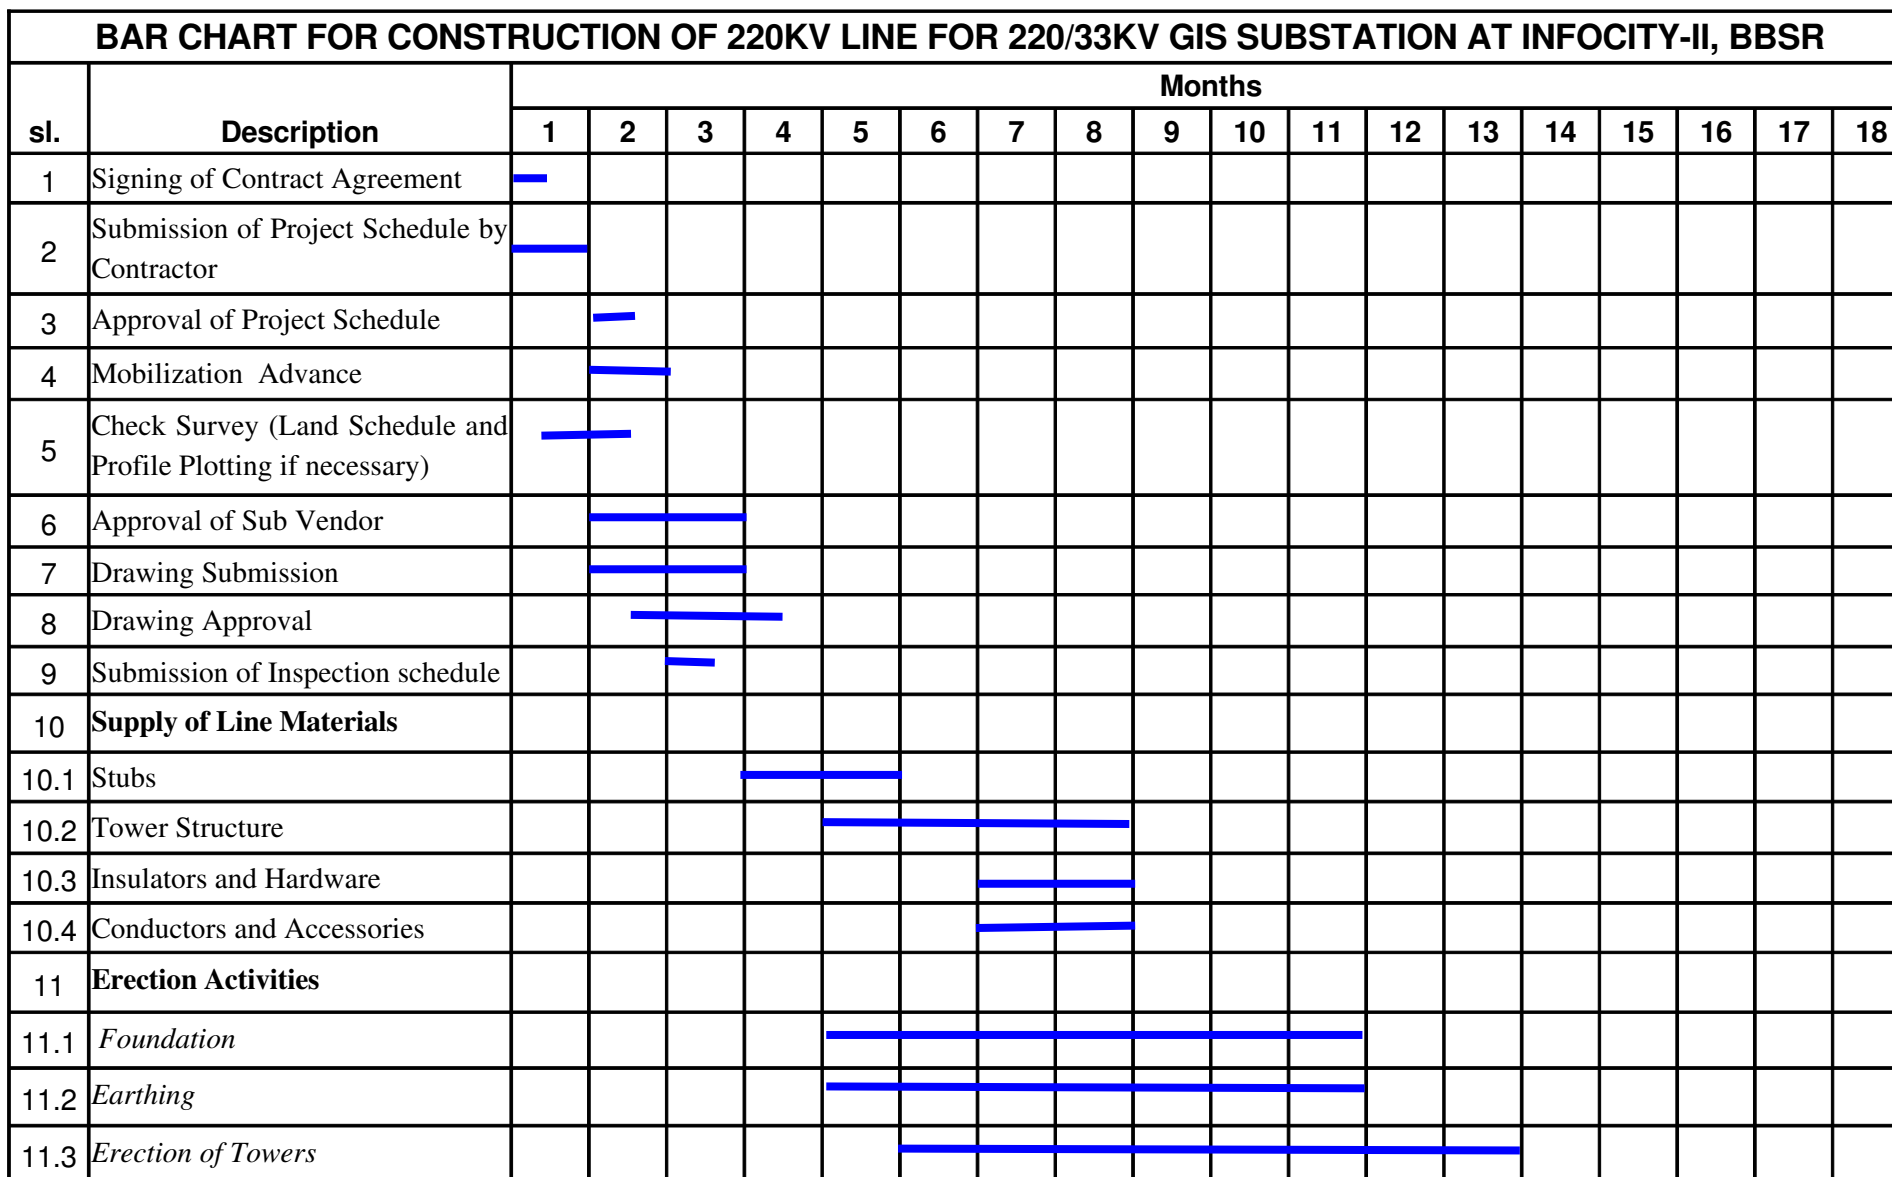 BAR CHART FOR CONSTRUCTION OF 220KV LINE FOR 220/33KV GIS SUBSTATION AT INFOCITY-II, BBSR
Months
sl. Description 1 2 3 4 5 6 7 8 9 10 11 12 13 14 15 16 17 18
1 Signing of Contract Agreement
2 Submission of Project Schedule by
Contractor
3 Approval of Project Schedule
4 Mobilization Advance
5 Check Survey (Land Schedule and
Profile Plotting if necessary)
6 Approval of Sub Vendor
7 Drawing Submission
8 Drawing Approval
9 Submission of Inspection schedule
10 Supply of Line Materials
10.1 Stubs
10.2 Tower Structure
10.3 Insulators and Hardware
10.4 Conductors and Accessories
11 Erection Activities
11.1 Foundation
11.2 Earthing
11.3 Erection of Towers